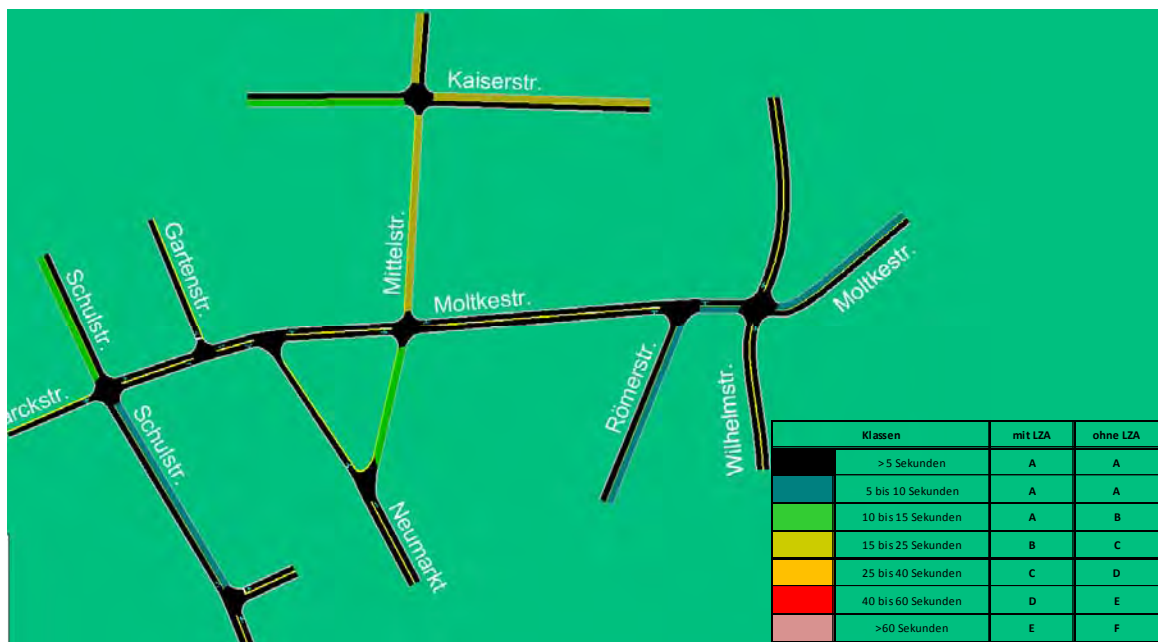 Kaiserstr.
Mittelstr.
Gartenstr.
Schulstr.
Moltkestr.
Moltkestr.
arckstr.
Schulstr.
Römerstr.
Wilhelmstr.
Neumarkt
Klassen mit LZA ohne LZA
>5 Sekunden A A
5 bis 10 Sekunden A A
10 bis 15 Sekunden A B
15 bis 25 Sekunden B C
25 bis 40 Sekunden C D
40 bis 60 Sekunden D E
>60 Sekunden E F